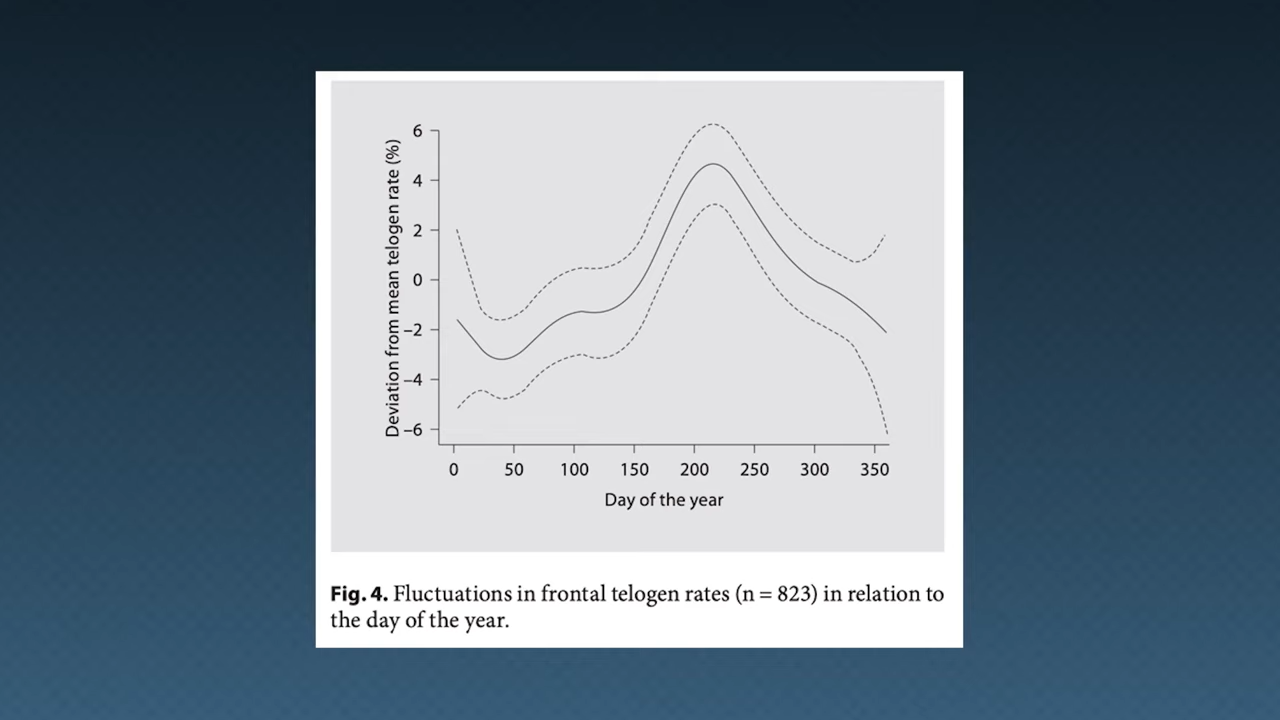 Deviation from mean telogen rate (%)
6
4
2
0
–2
–4
–6
0 50 100 150 200 250 300 350
Day of the year
Fig. 4. Fluctuations in frontal telogen rates (n = 823) in relation to
the day of the year.